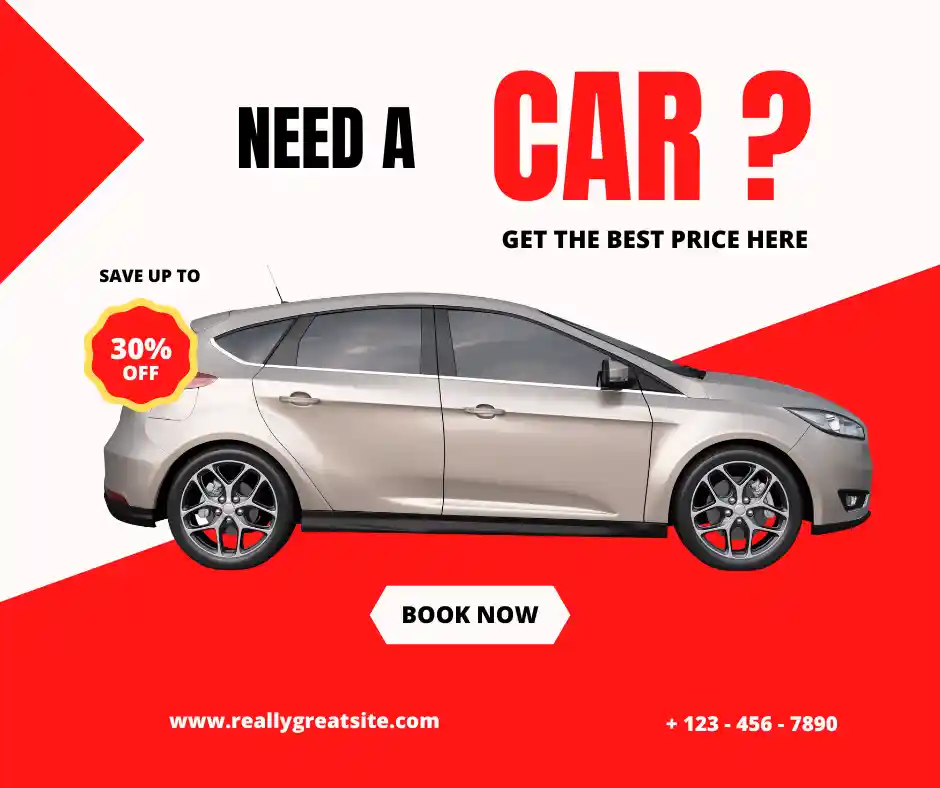 NEED A
CAR ?
GET THE BEST PRICE HERE
SAVE UP TO
30%
OFF
BOOK NOW
www.reallygreatsite.com
+ 123 - 456 - 7890